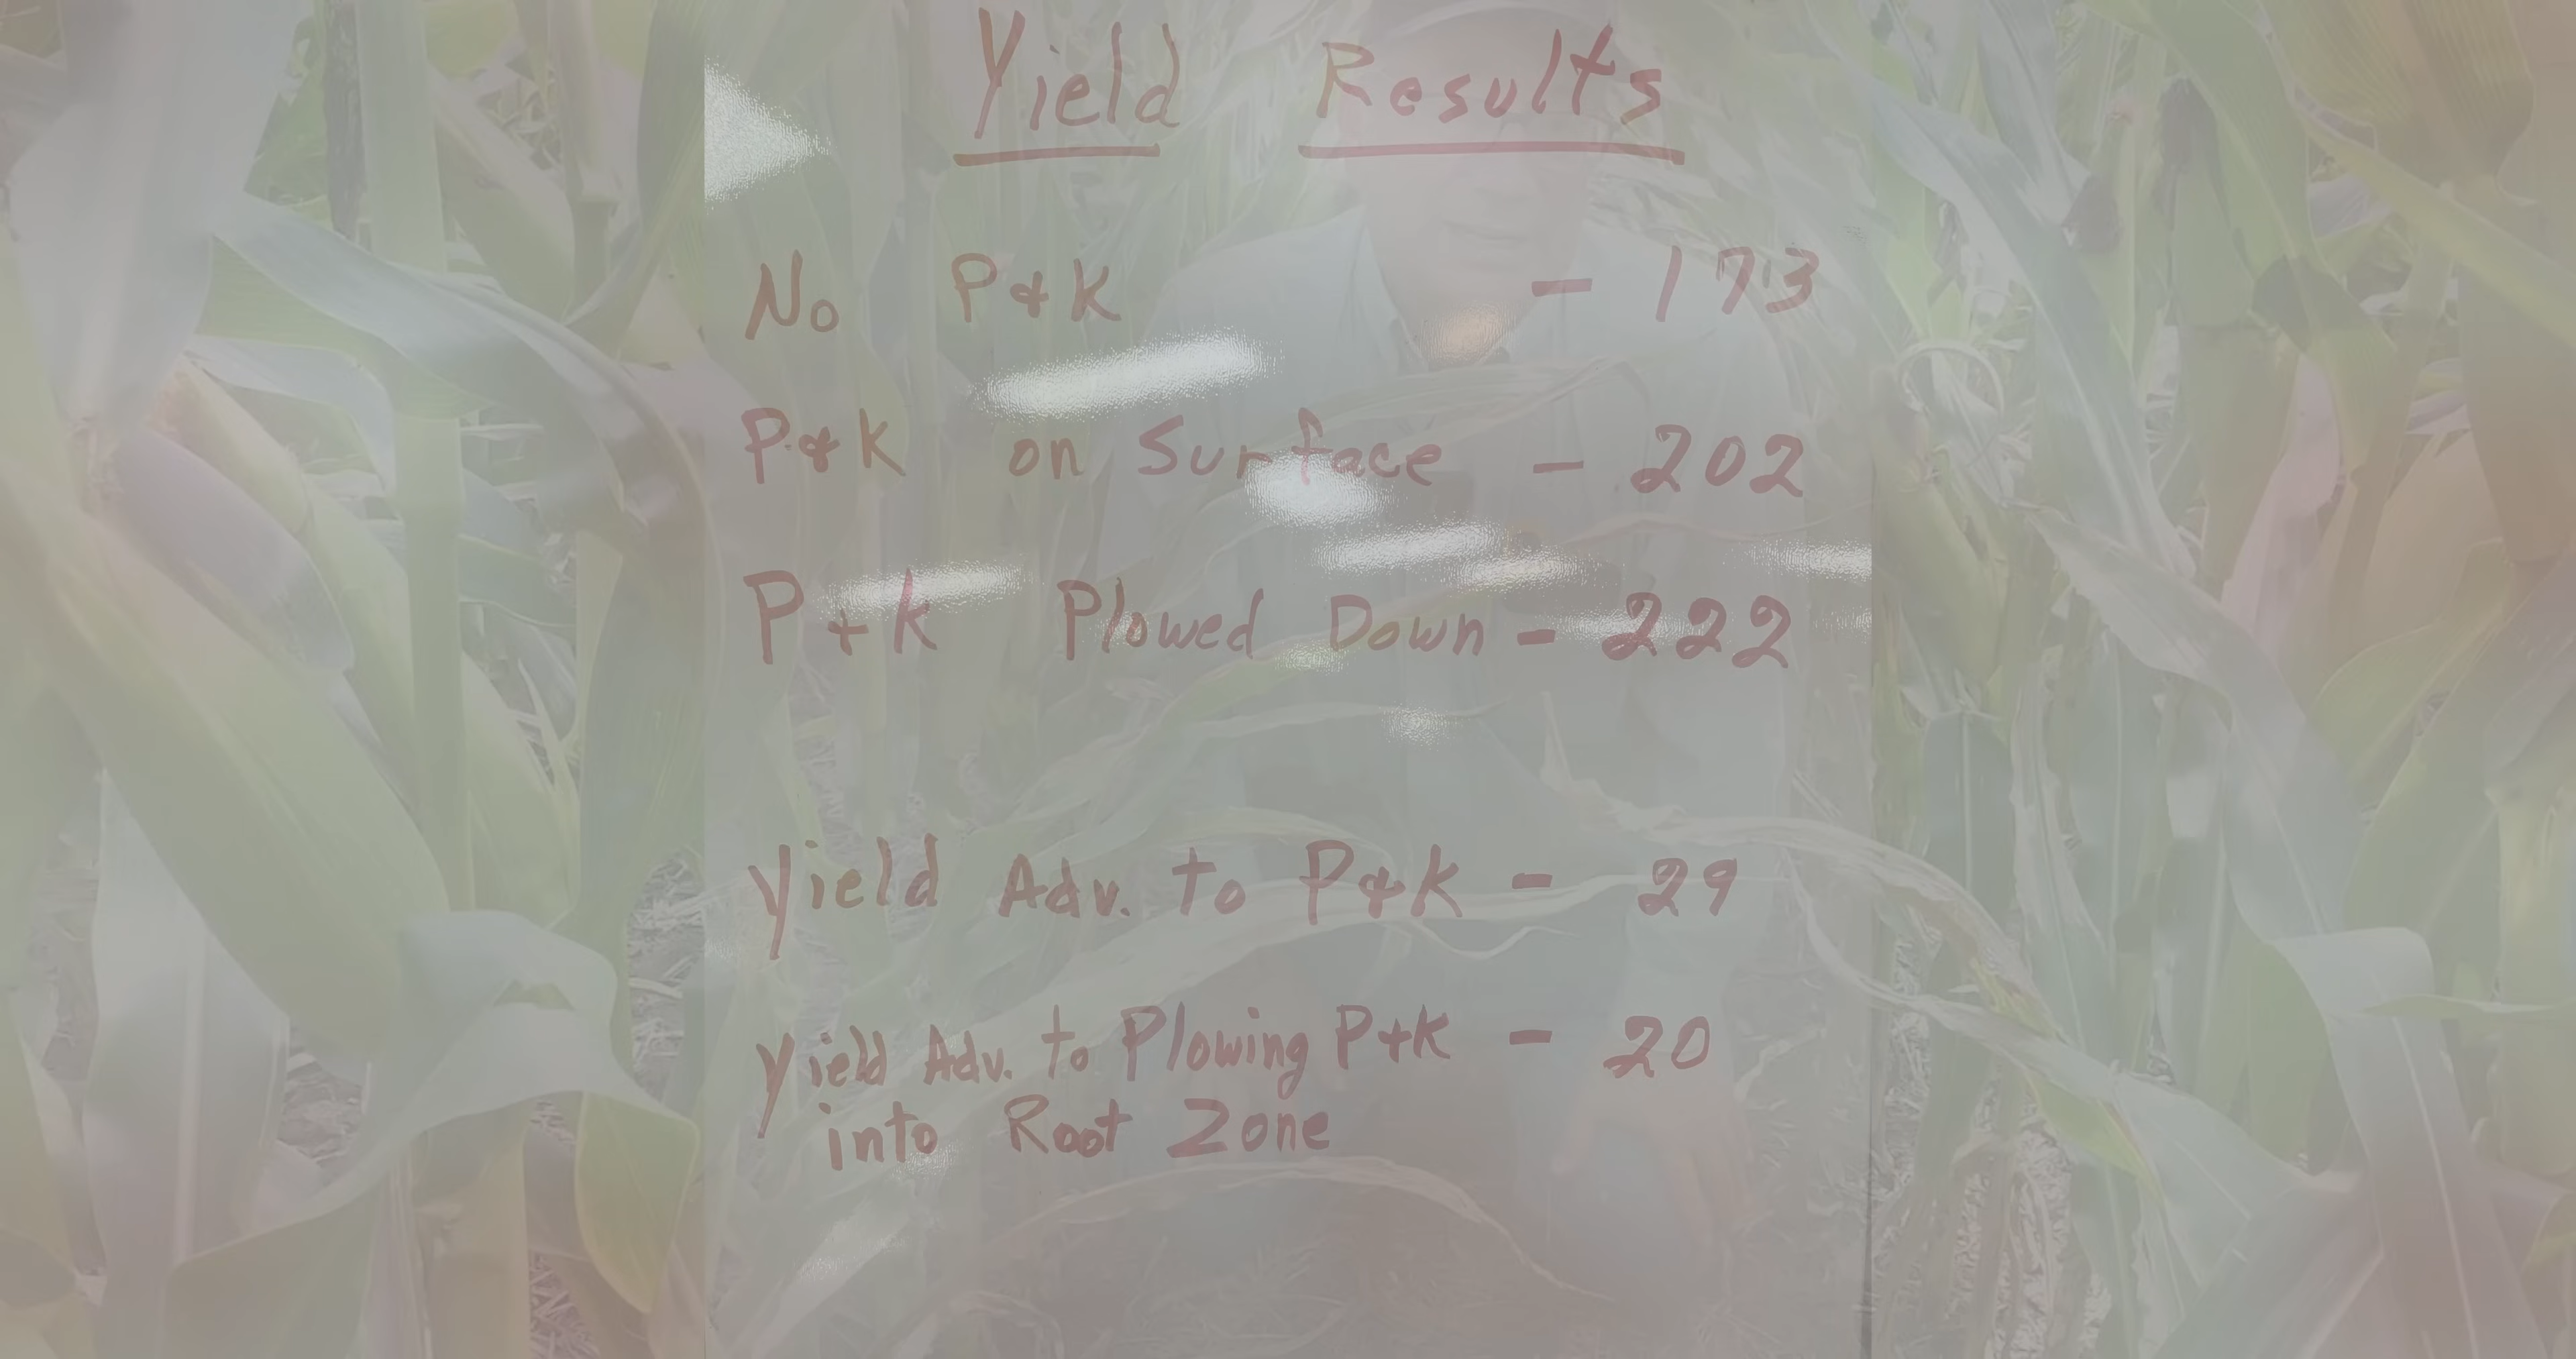 Yield Results
No P&K - 173
P&K on Surface - 202
P+K Plowed Down - 222
Yield Adv. to P&K - 29
Yield Adv. to Plowing P+K - 20
into Root Zone